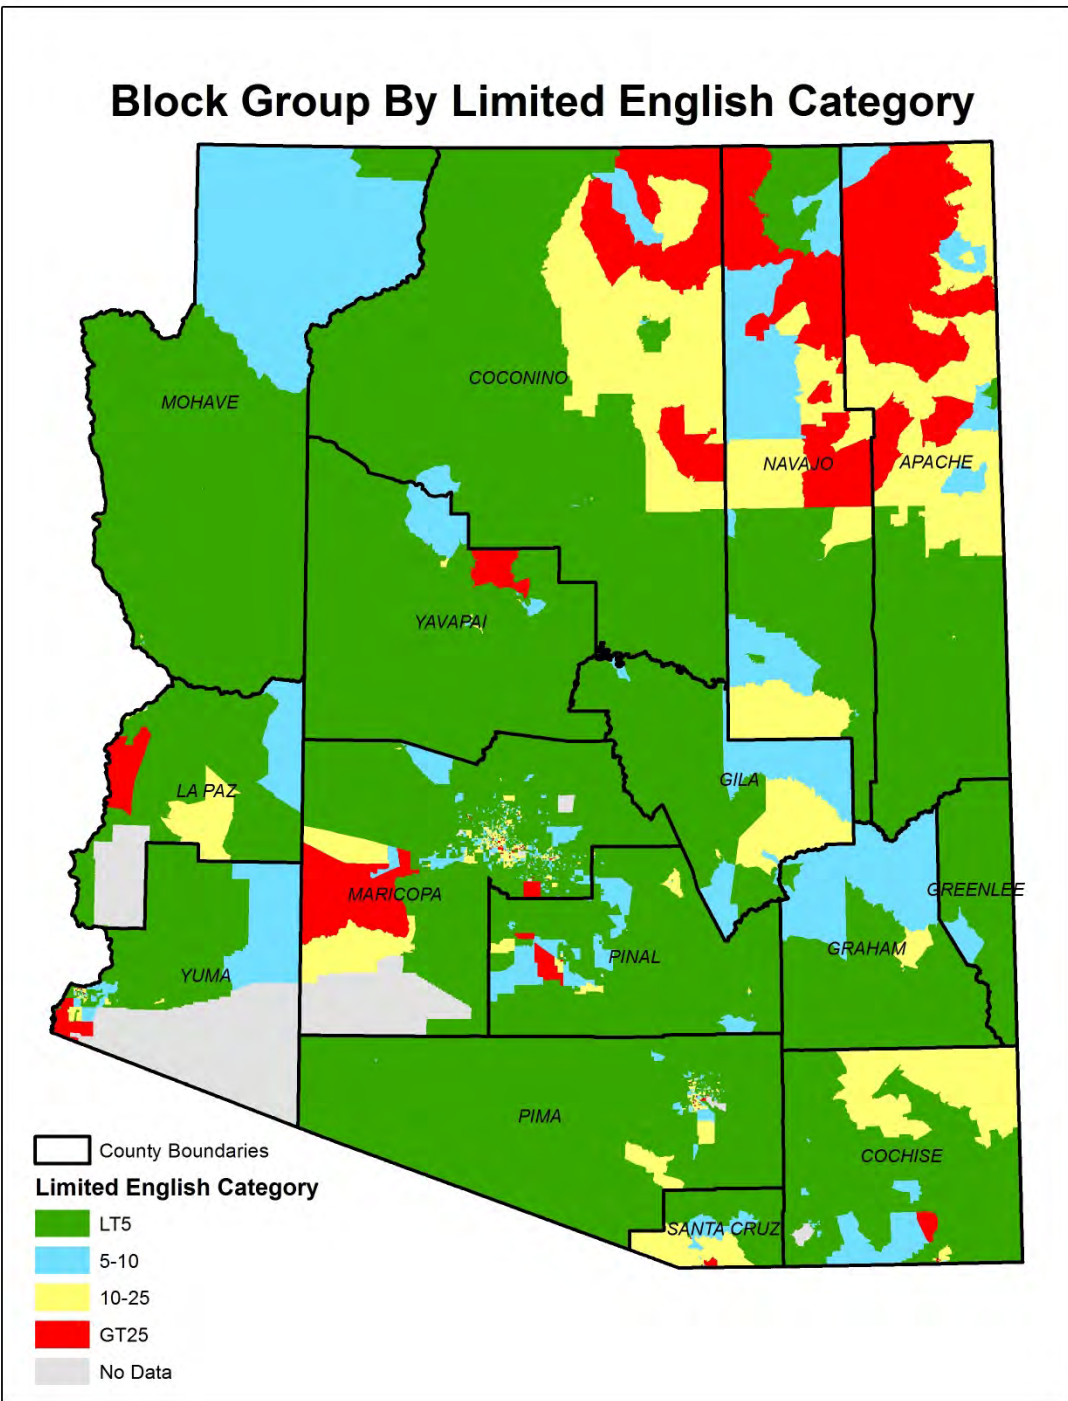 Block Group By Limited English Category
MOHAVE
COCONINO
NAVAJO
APACHE
YAVAPAI
LA PAZ
GILA
MARICOPA
GREENLEE
PINAL
GRAHAM
YUMA
PIMA
COCHISE
SANTA CRUZ
County Boundaries
Limited English Category
LT5
5-10
10-25
GT25
No Data